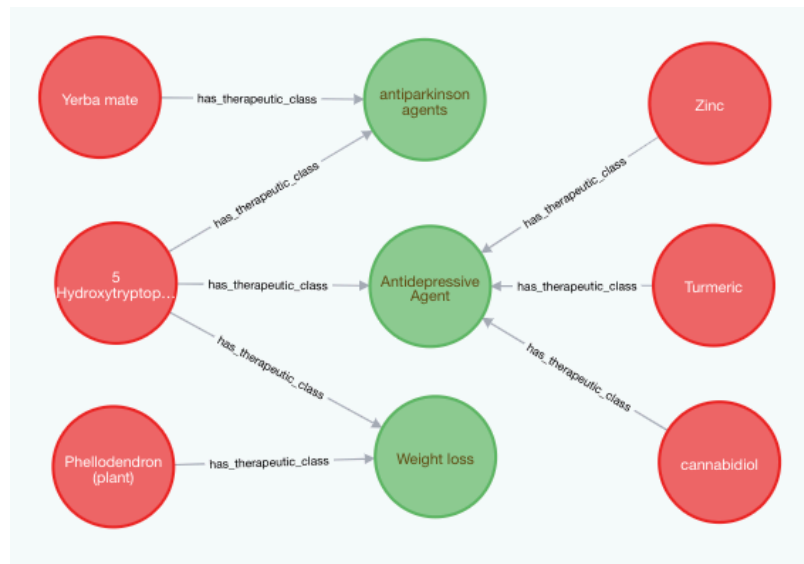 Yerba mate
has_therapeutic_class
antiparkinson
agents
Zinc
has_therapeutic_class
has_therapeutic_class
5
Hydroxytryptop...
has_therapeutic_class
Antidepressive
Agent
has_therapeutic_class
Turmeric
has_therapeutic_class
has_therapeutic_class
Phellodendron
(plant)
has_therapeutic_class
Weight loss
cannabidiol